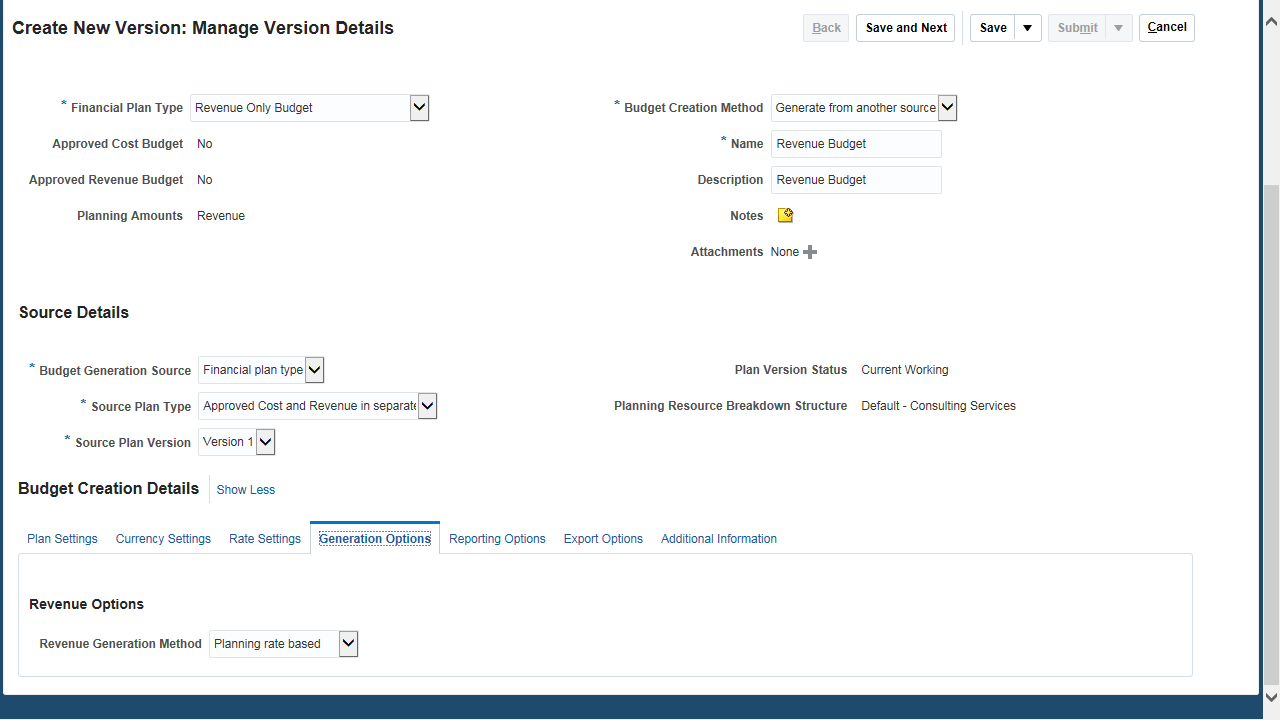 Create New Version: Manage Version Details
Back
Save and Next
Save
Submit
Cancel
* Financial Plan Type Revenue Only Budget
Approved Cost Budget No
Approved Revenue Budget No
Planning Amounts Revenue
* Budget Creation Method Generate from another source
* Name Revenue Budget
Description Revenue Budget
Notes
Attachments None
Source Details
* Budget Generation Source Financial plan type
* Source Plan Type Approved Cost and Revenue in separate
* Source Plan Version Version 1
Plan Version Status Current Working
Planning Resource Breakdown Structure Default - Consulting Services
Budget Creation Details Show Less
Plan Settings Currency Settings Rate Settings Generation Options Reporting Options Export Options Additional Information
Revenue Options
Revenue Generation Method Planning rate based